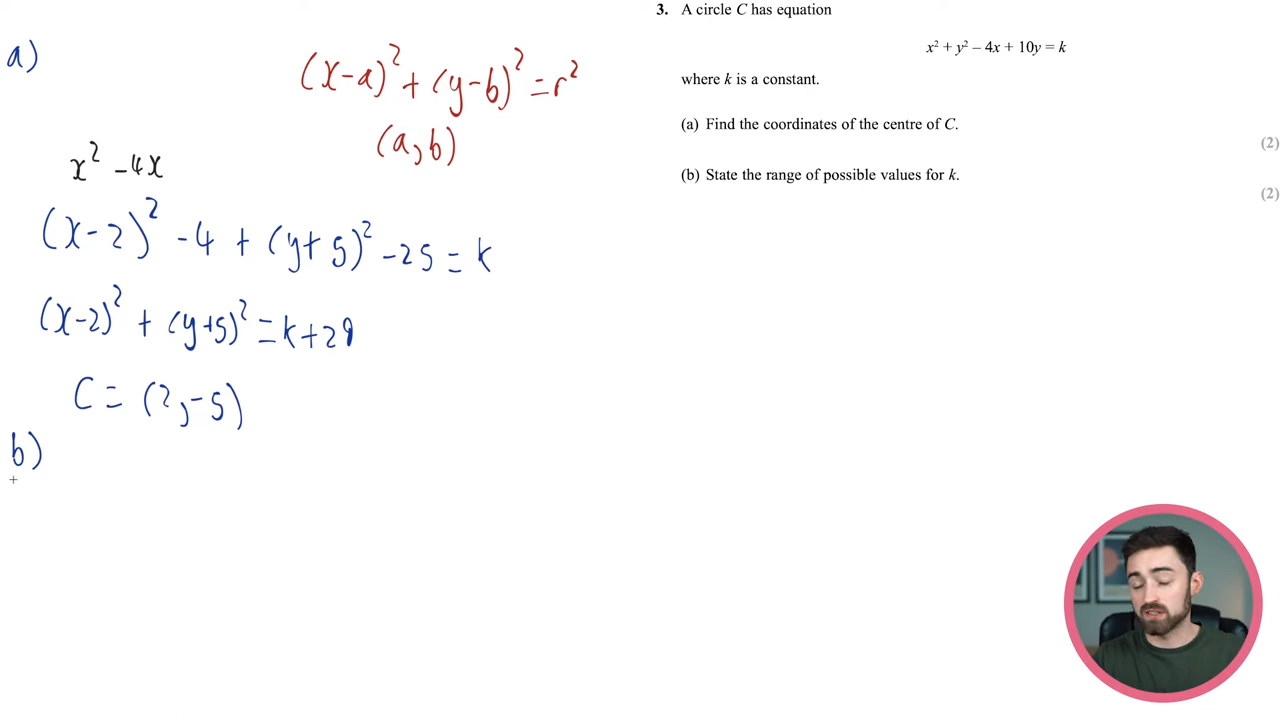 a)
(x-a)² + (y-b)² = r²
(a, b)
x² - 4x
(x-2)² - 4 + (y+5)² - 25 = k
(x-2)² + (y+5)² = k + 29
C = (2, -5)
b)
3. A circle C has equation
x² + y² – 4x + 10y = k
where k is a constant.
(a) Find the coordinates of the centre of C.
(2)
(b) State the range of possible values for k.
(2)